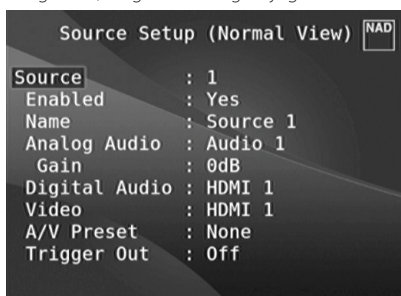 Source Setup (Normal View) NAD
Source : 1
Enabled : Yes
Name : Source 1
Analog Audio : Audio 1
Gain : 0dB
Digital Audio : HDMI 1
Video : HDMI 1
A/V Preset : None
Trigger Out : Off